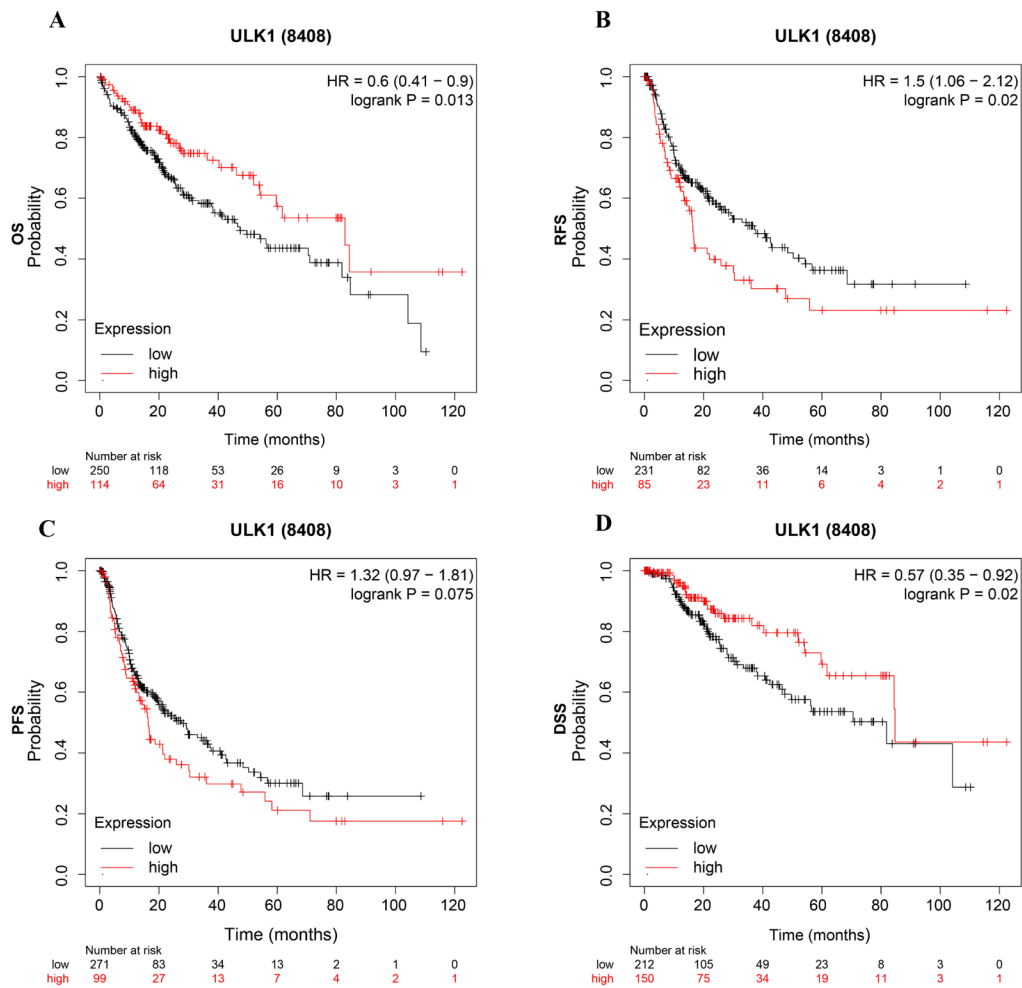 A
ULK1 (8408)
HR = 0.6 (0.41 − 0.9)
logrank P = 0.013
OS
Probability
1.0
0.8
0.6
0.4
0.2
0.0
Expression
low
high
0 20 40 60 80 100 120
Time (months)
Number at risk
low 250 118 53 26 9 3 0
high 114 64 31 16 10 3 1
B
ULK1 (8408)
HR = 1.5 (1.06 − 2.12)
logrank P = 0.02
RFS
Probability
1.0
0.8
0.6
0.4
0.2
0.0
Expression
low
high
0 20 40 60 80 100 120
Time (months)
Number at risk
low 231 82 36 14 3 1 0
high 85 23 11 6 4 2 1
C
ULK1 (8408)
HR = 1.32 (0.97 − 1.81)
logrank P = 0.075
PFS
Probability
1.0
0.8
0.6
0.4
0.2
0.0
Expression
low
high
0 20 40 60 80 100 120
Time (months)
Number at risk
low 271 83 34 13 2 1 0
high 99 27 13 7 4 2 1
D
ULK1 (8408)
HR = 0.57 (0.35 − 0.92)
logrank P = 0.02
DSS
Probability
1.0
0.8
0.6
0.4
0.2
0.0
Expression
low
high
0 20 40 60 80 100 120
Time (months)
Number at risk
low 212 105 49 23 8 3 0
high 150 75 34 19 11 3 1